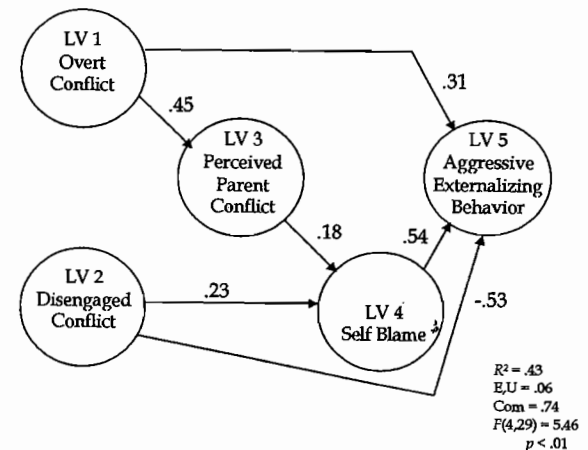 LV 1
Overt
Conflict
.45
.31
LV 3
Perceived
Parent
Conflict
LV 5
Aggressive
Externalizing
Behavior
.18
.54
LV 2
Disengaged
Conflict
.23
LV 4
Self Blame
-.53
R² = .43
E,U = .06
Com = .74
F(4,29) = 5.46
p < .01